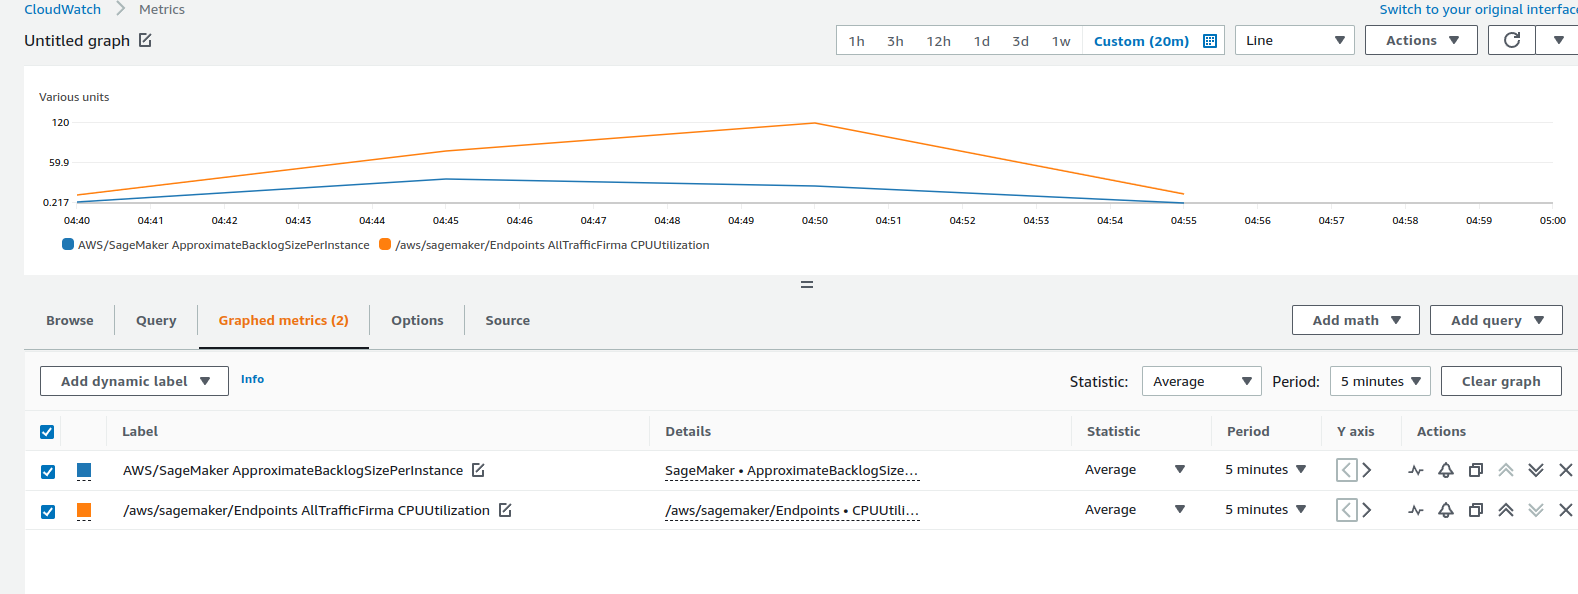 CloudWatch > Metrics
Switch to your original interfac
Untitled graph
1h 3h 12h 1d 3d 1w Custom (20m) Line Actions
Various units
120
59.9
0.217
04:40 04:41 04:42 04:43 04:44 04:45 04:46 04:47 04:48 04:49 04:50 04:51 04:52 04:53 04:54 04:55 04:56 04:57 04:58 04:59 05:00
AWS/SageMaker ApproximateBacklogSizePerInstance /aws/sagemaker/Endpoints AllTrafficFirma CPUUtilization
Browse Query Graphed metrics (2) Options Source Add math Add query
Add dynamic label Info Statistic: Average Period: 5 minutes Clear graph
Label Details Statistic Period Y axis Actions
AWS/SageMaker ApproximateBacklogSizePerInstance SageMaker • ApproximateBacklogSize... Average 5 minutes
/aws/sagemaker/Endpoints AllTrafficFirma CPUUtilization /aws/sagemaker/Endpoints • CPUUtili... Average 5 minutes